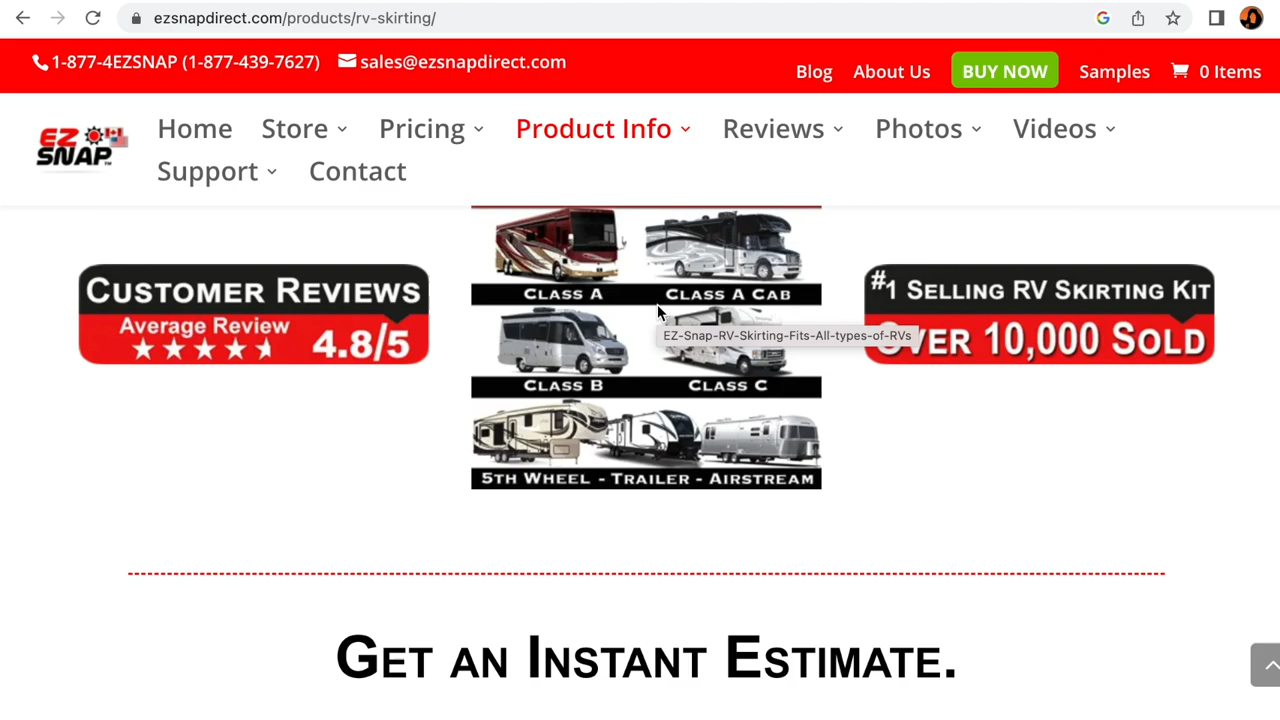 ezsnapdirect.com/products/rv-skirting/
1-877-4EZSNAP (1-877-439-7627)
sales@ezsnapdirect.com
Blog
About Us
BUY NOW
Samples
0 Items
EZ SNAP
Home
Store
Pricing
Product Info
Reviews
Photos
Videos
Support
Contact
CUSTOMER REVIEWS
Average Review
4.8/5
CLASS A
CLASS A CAB
EZ-Snap-RV-Skirting-Fits-All-types-of-RVs
CLASS B
CLASS C
5TH WHEEL - TRAILER - AIRSTREAM
#1 SELLING RV SKIRTING KIT
OVER 10,000 SOLD
GET AN INSTANT ESTIMATE.